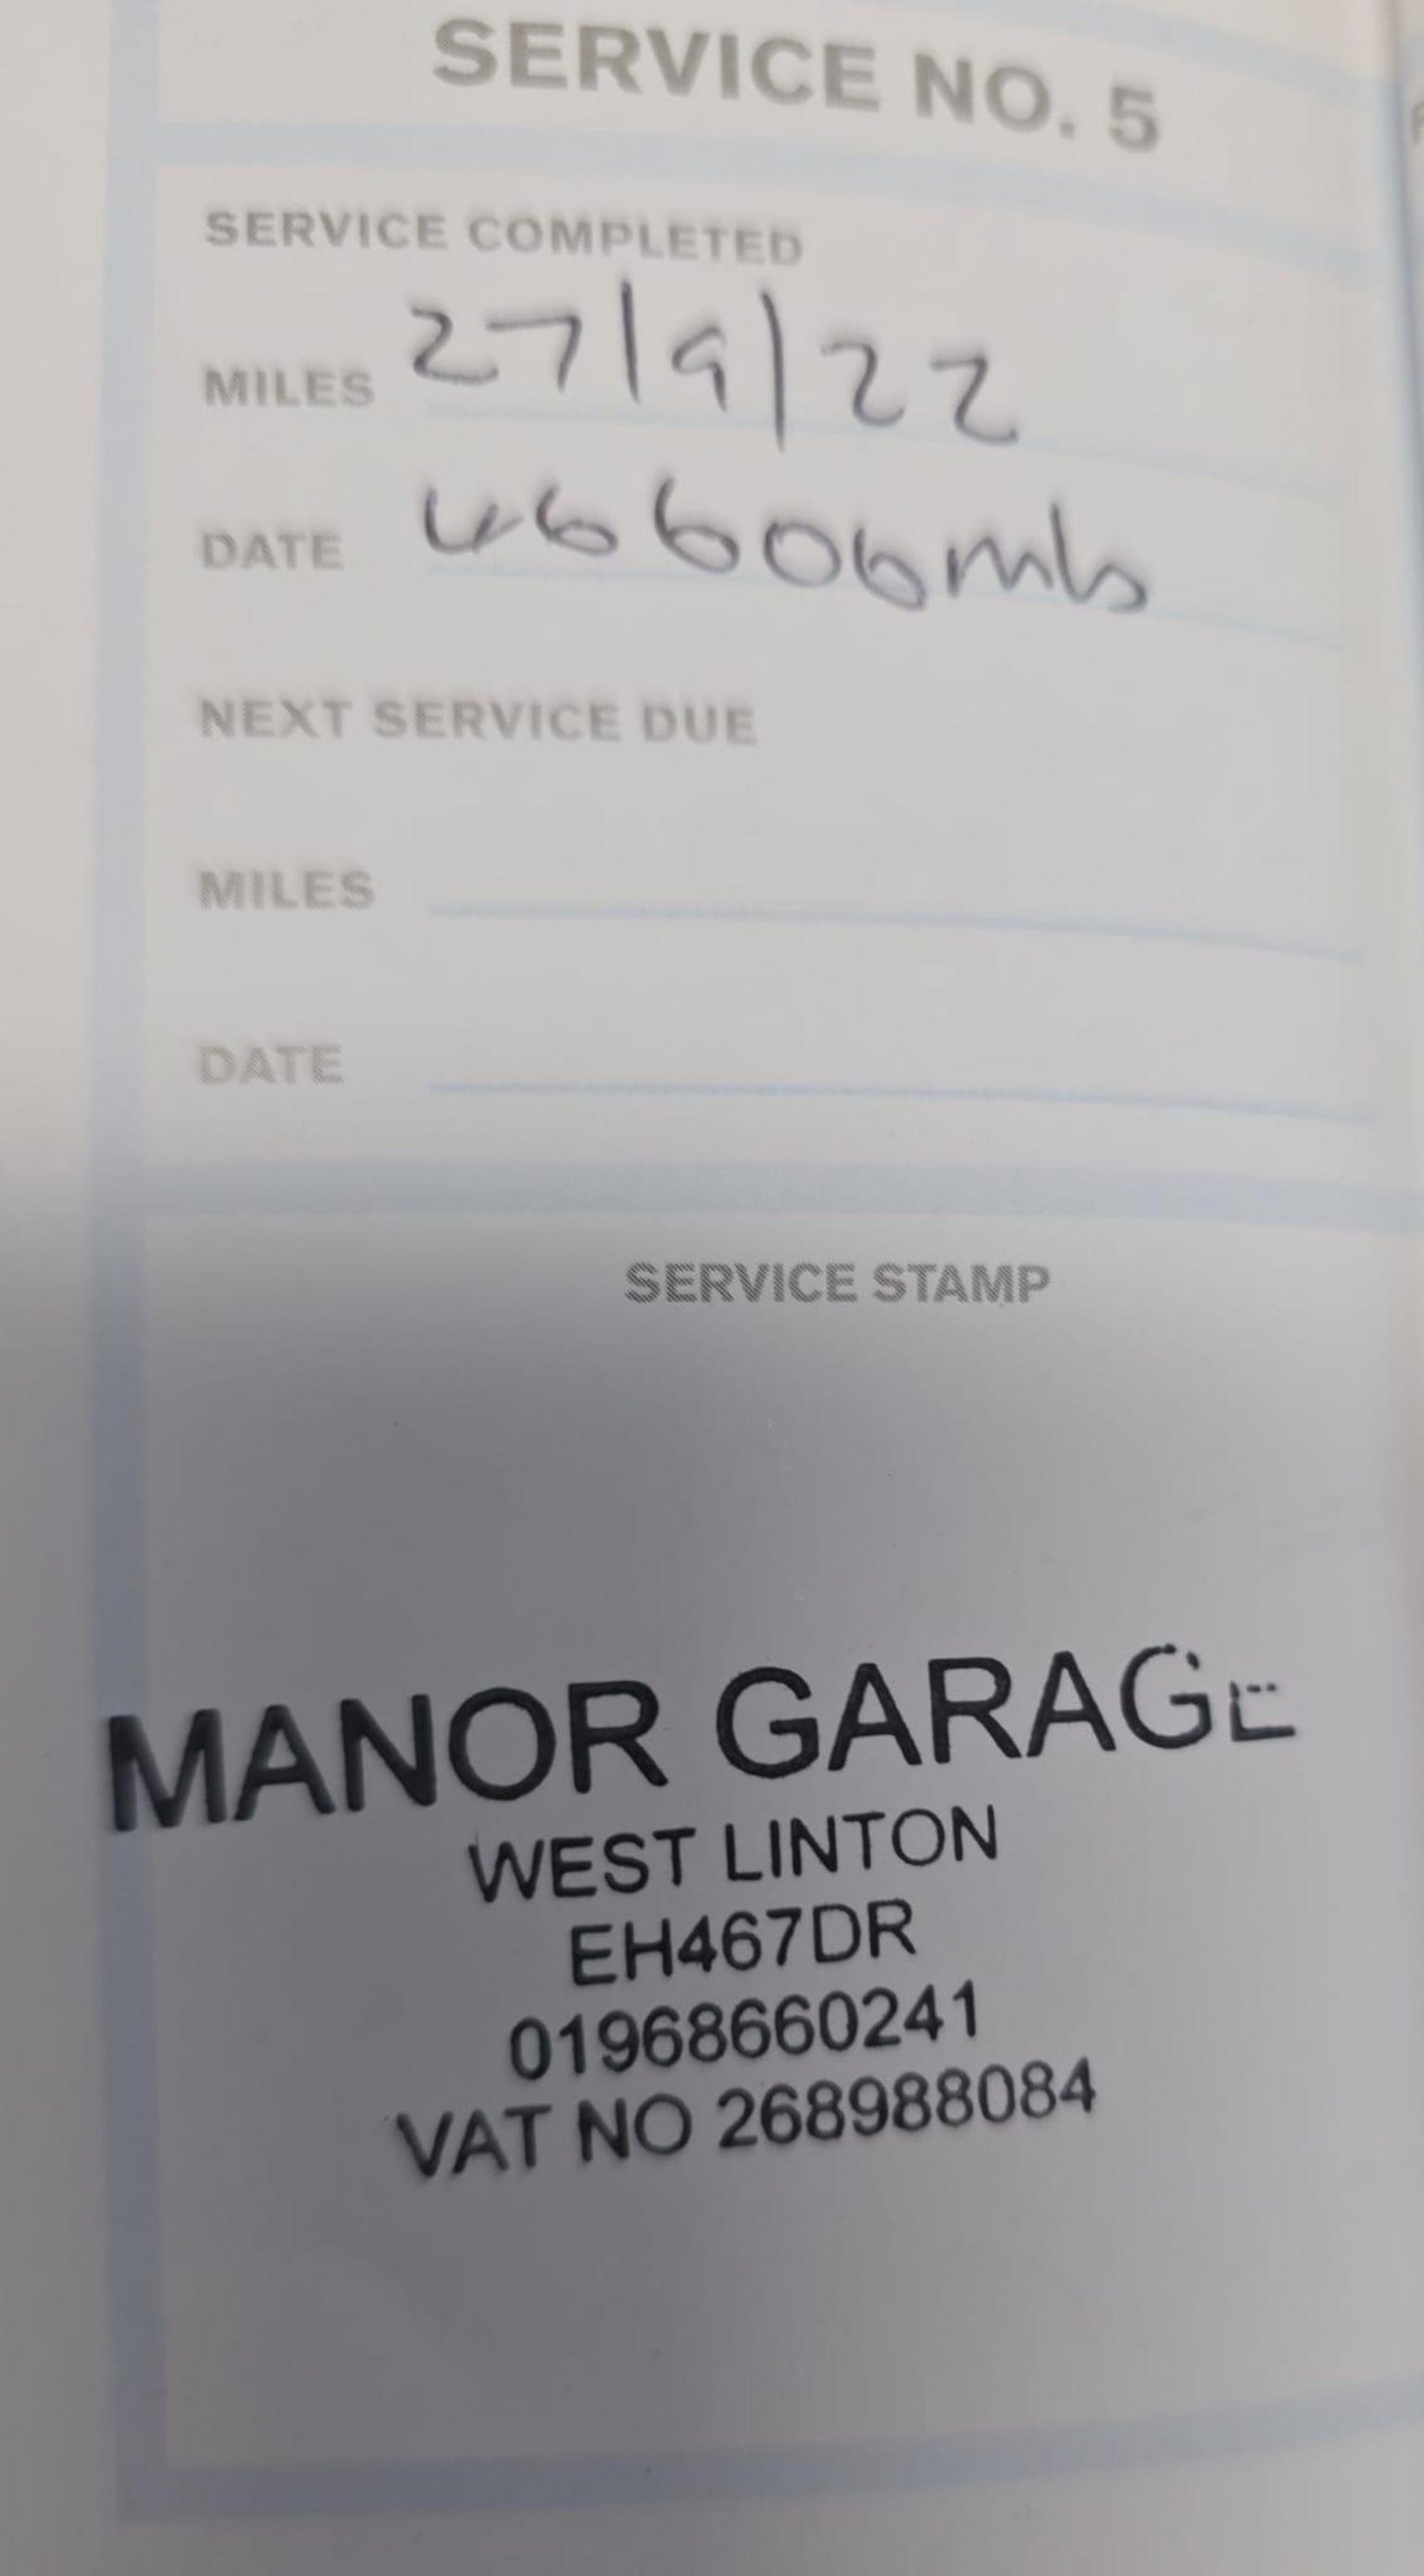 SERVICE NO. 5
SERVICE COMPLETED
MILES 27/9/22
DATE 46606mls
NEXT SERVICE DUE
MILES
DATE
SERVICE STAMP
MANOR GARAGE
WEST LINTON
EH467DR
01968660241
VAT NO 268988084